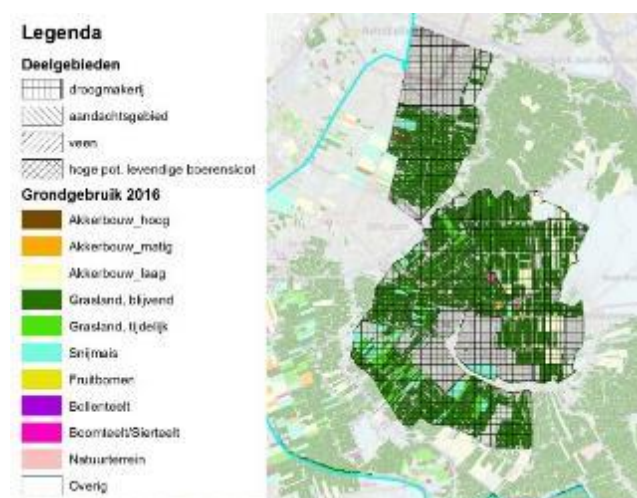 Legenda
Deelgebieden
droogmakerij
aandachtsgebied
veen
hoge pot. levendige boerensloot
Grondgebruik 2016
Akkerbouw_hoog
Akkerbouw_matig
Akkerbouw_laag
Grasland, blijvend
Grasland, tijdelijk
Snijmais
Fruitbomen
Bollenteelt
Boomteelt/Sierteelt
Natuurterrein
Overig